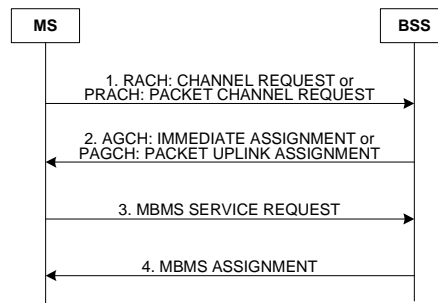 MS
BSS
1. RACH: CHANNEL REQUEST or
PRACH: PACKET CHANNEL REQUEST
2. AGCH: IMMEDIATE ASSIGNMENT or
PAGCH: PACKET UPLINK ASSIGNMENT
3. MBMS SERVICE REQUEST
4. MBMS ASSIGNMENT